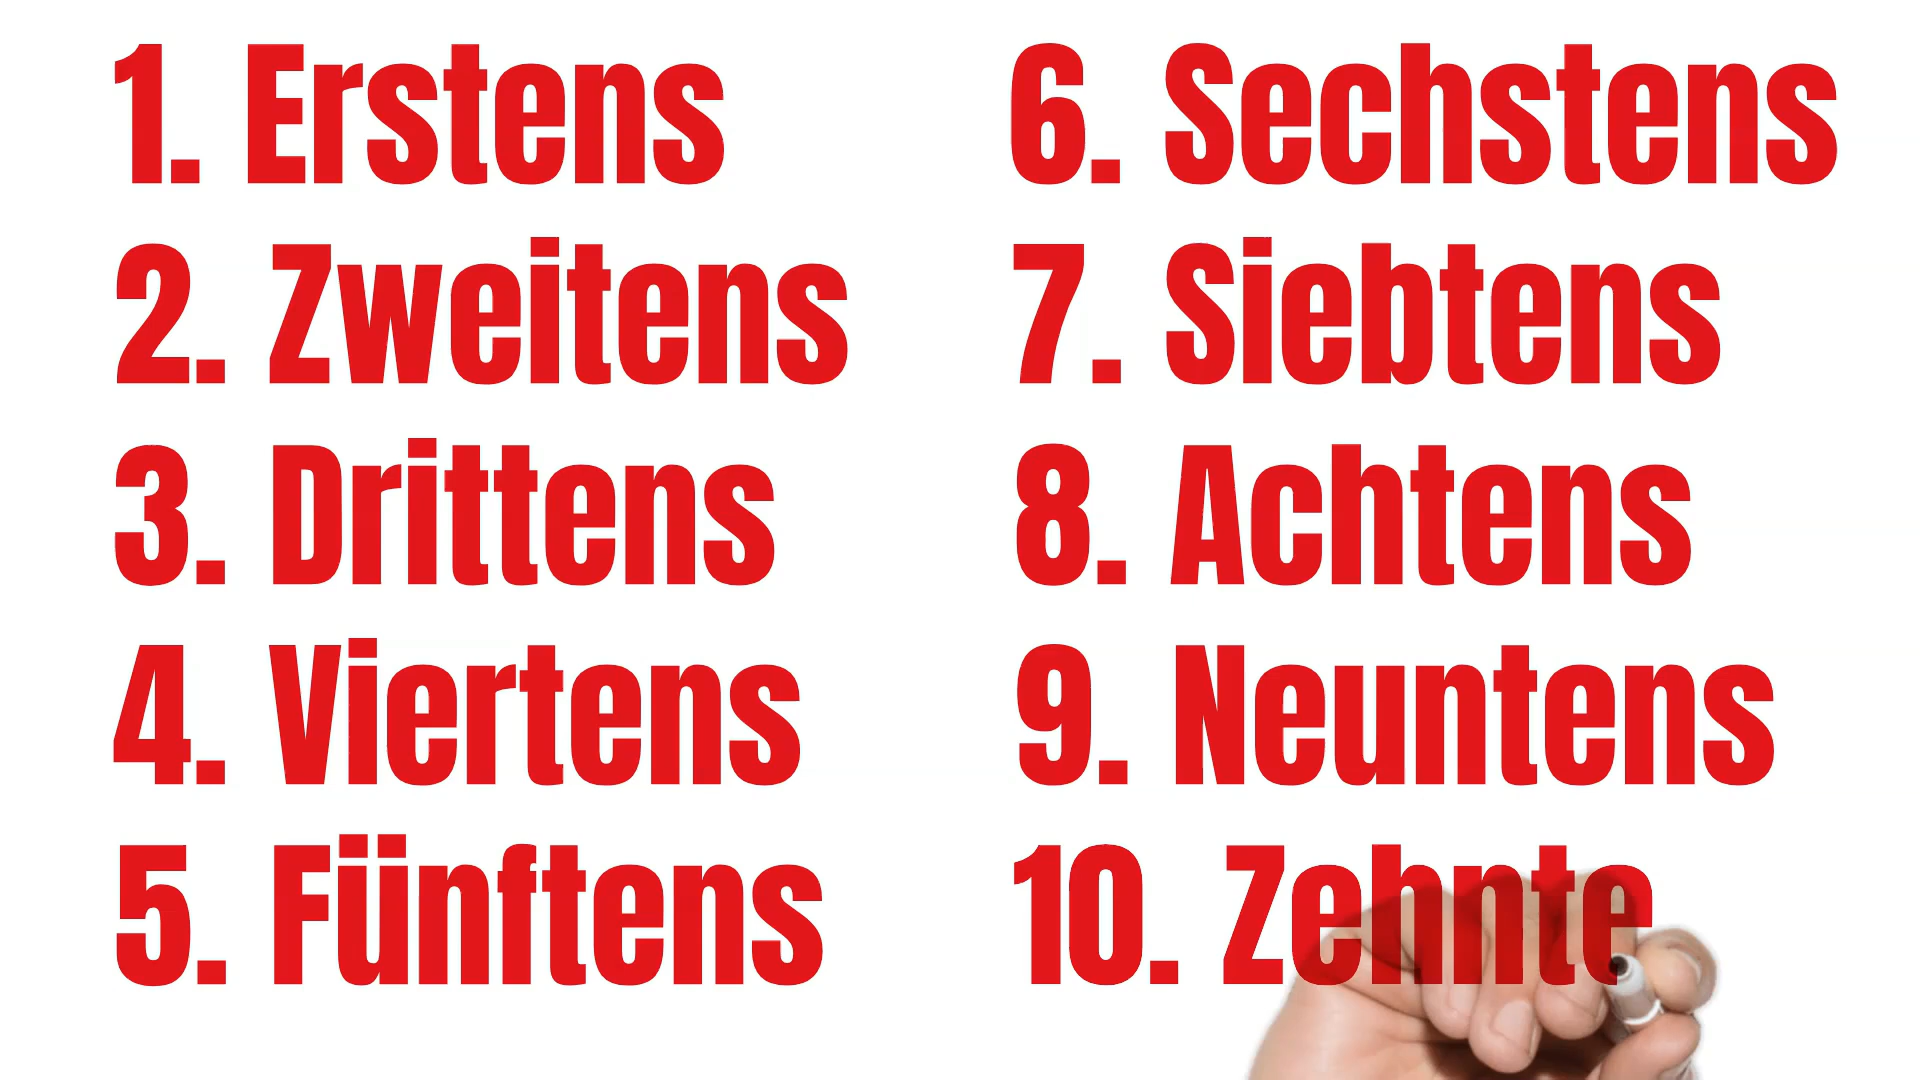 1. Erstens
2. Zweitens
3. Drittens
4. Viertens
5. Fünftens
6. Sechstens
7. Siebtens
8. Achtens
9. Neuntens
10. Zehnte